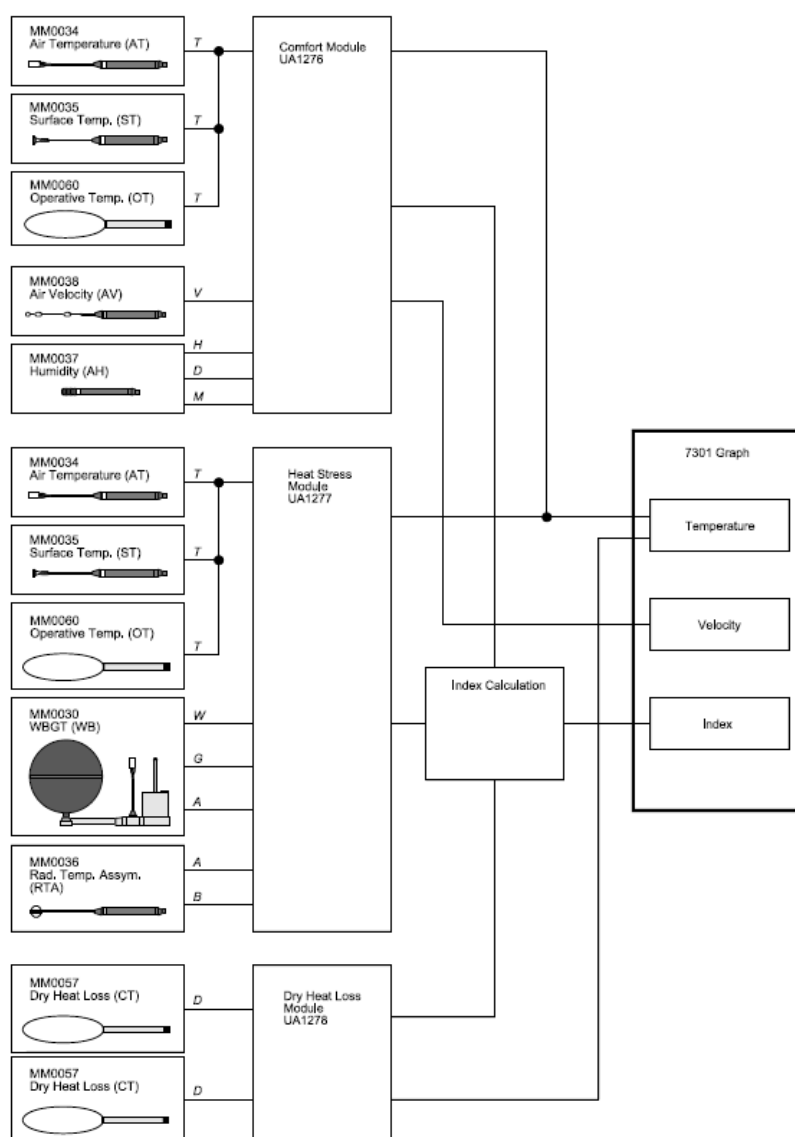 MM0034
Air Temperature (AT)
T
Comfort Module
UA1276
MM0035
Surface Temp. (ST)
T
MM0060
Operative Temp. (OT)
T
MM0038
Air Velocity (AV)
V
MM0037
Humidity (AH)
H
D
M
MM0034
Air Temperature (AT)
T
Heat Stress
Module
UA1277
MM0035
Surface Temp. (ST)
T
MM0060
Operative Temp. (OT)
T
MM0030
WBGT (WB)
W
G
A
MM0036
Rad. Temp. Assym.
(RTA)
A
B
MM0057
Dry Heat Loss (CT)
D
Dry Heat Loss
Module
UA1278
MM0057
Dry Heat Loss (CT)
D
Index Calculation
7301 Graph
Temperature
Velocity
Index